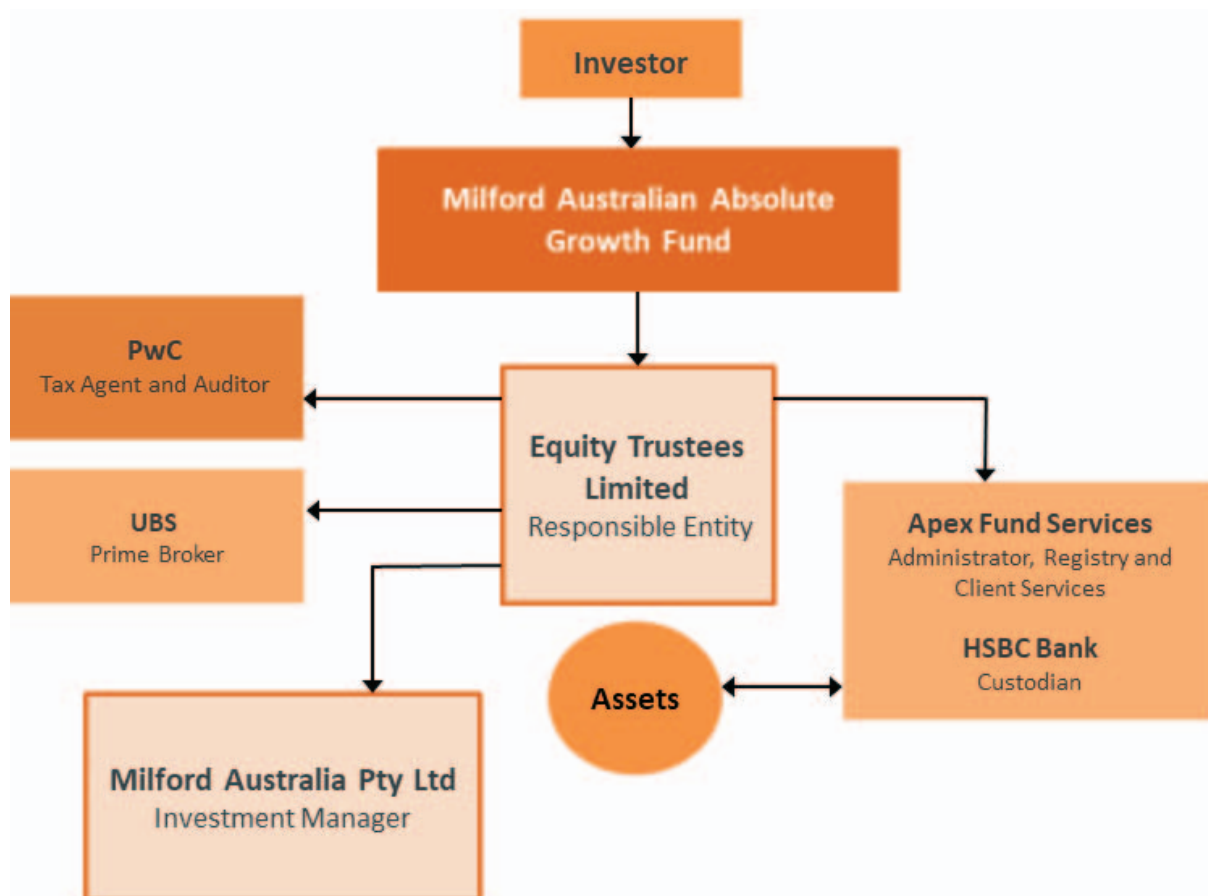 Investor
Milford Australian Absolute
Growth Fund
PwC
Tax Agent and Auditor
Equity Trustees
Limited
Responsible Entity
UBS
Prime Broker
Apex Fund Services
Administrator, Registry and
Client Services
HSBC Bank
Custodian
Assets
Milford Australia Pty Ltd
Investment Manager